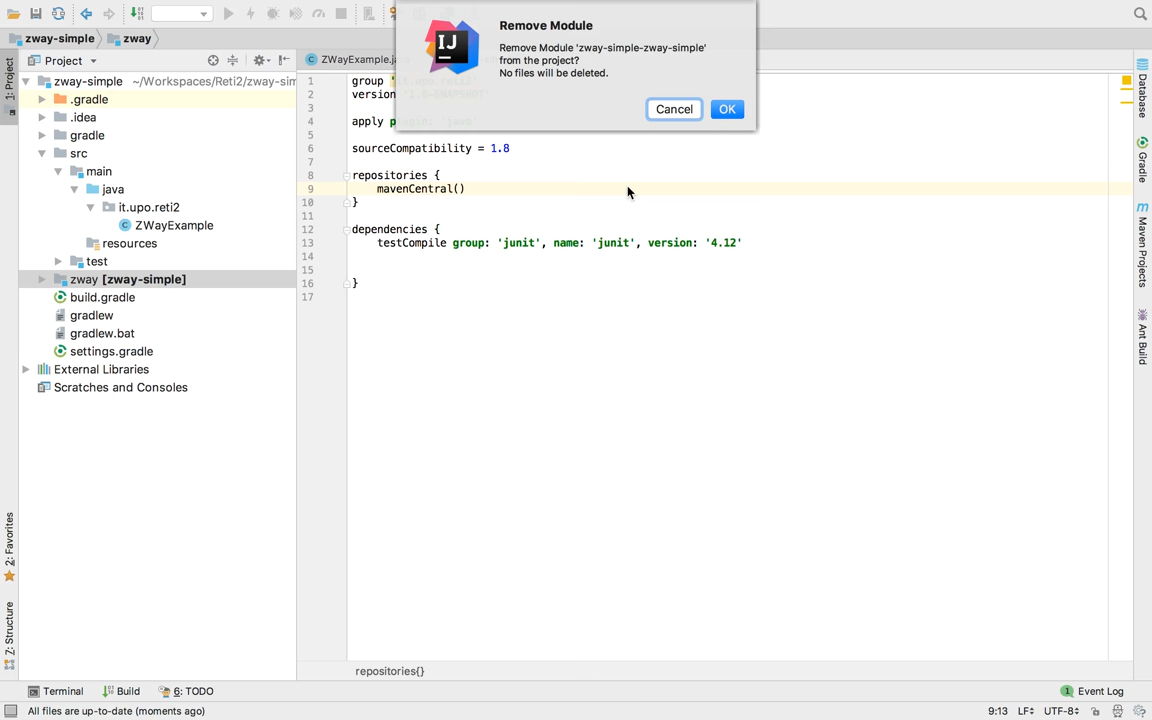 Remove Module
Remove Module 'zway-simple-zway-simple'
from the project?
No files will be deleted.
Cancel
OK
IJ
zway-simple
zway
1: Project
Project
zway-simple ~/Workspaces/Reti2/zway-sim
.gradle
.idea
gradle
src
main
java
it.upo.reti2
ZWayExample
resources
test
zway [zway-simple]
build.gradle
gradlew
gradlew.bat
settings.gradle
External Libraries
Scratches and Consoles
2: Favorites
Z: Structure
ZWayExample.j
1 group
2 version
3
4 apply plugin: 'java'
5
6 sourceCompatibility = 1.8
7
8 repositories {
9 mavenCentral()
10 }
11
12 dependencies {
13 testCompile group: 'junit', name: 'junit', version: '4.12'
14
15
16 }
17
repositories{}
Database
Gradle
Maven Projects
Ant Build
Terminal
Build
6: TODO
1 Event Log
All files are up-to-date (moments ago)
9:13 LF÷ UTF-8÷